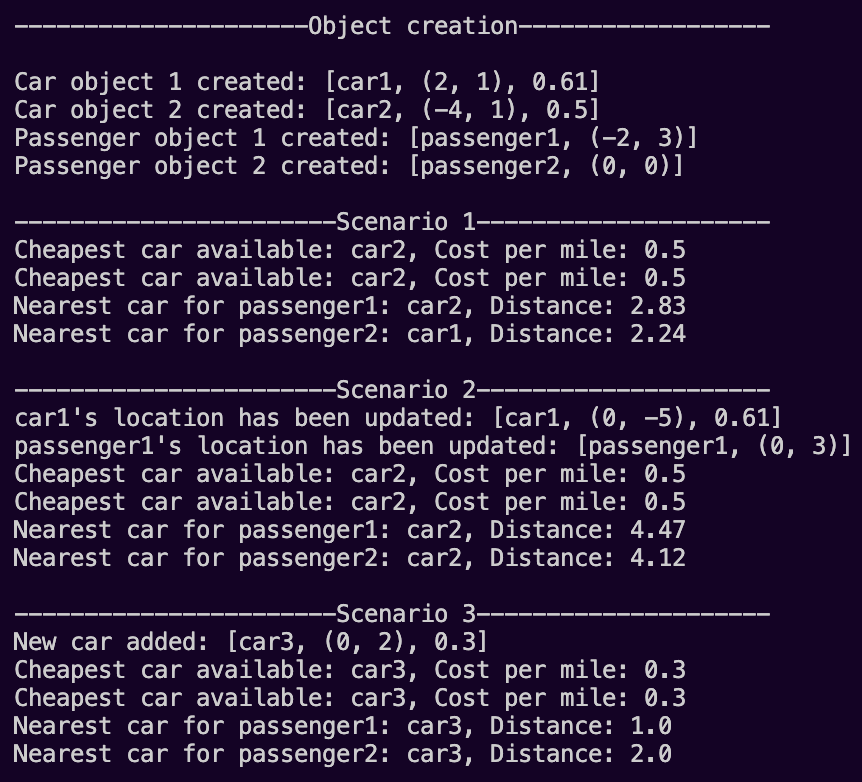 ---------------------Object creation------------------
Car object 1 created: [car1, (2, 1), 0.61]
Car object 2 created: [car2, (-4, 1), 0.5]
Passenger object 1 created: [passenger1, (-2, 3)]
Passenger object 2 created: [passenger2, (0, 0)]
-----------------------Scenario 1---------------------
Cheapest car available: car2, Cost per mile: 0.5
Cheapest car available: car2, Cost per mile: 0.5
Nearest car for passenger1: car2, Distance: 2.83
Nearest car for passenger2: car1, Distance: 2.24
-----------------------Scenario 2---------------------
car1's location has been updated: [car1, (0, -5), 0.61]
passenger1's location has been updated: [passenger1, (0, 3)]
Cheapest car available: car2, Cost per mile: 0.5
Cheapest car available: car2, Cost per mile: 0.5
Nearest car for passenger1: car2, Distance: 4.47
Nearest car for passenger2: car2, Distance: 4.12
-----------------------Scenario 3---------------------
New car added: [car3, (0, 2), 0.3]
Cheapest car available: car3, Cost per mile: 0.3
Cheapest car available: car3, Cost per mile: 0.3
Nearest car for passenger1: car3, Distance: 1.0
Nearest car for passenger2: car3, Distance: 2.0